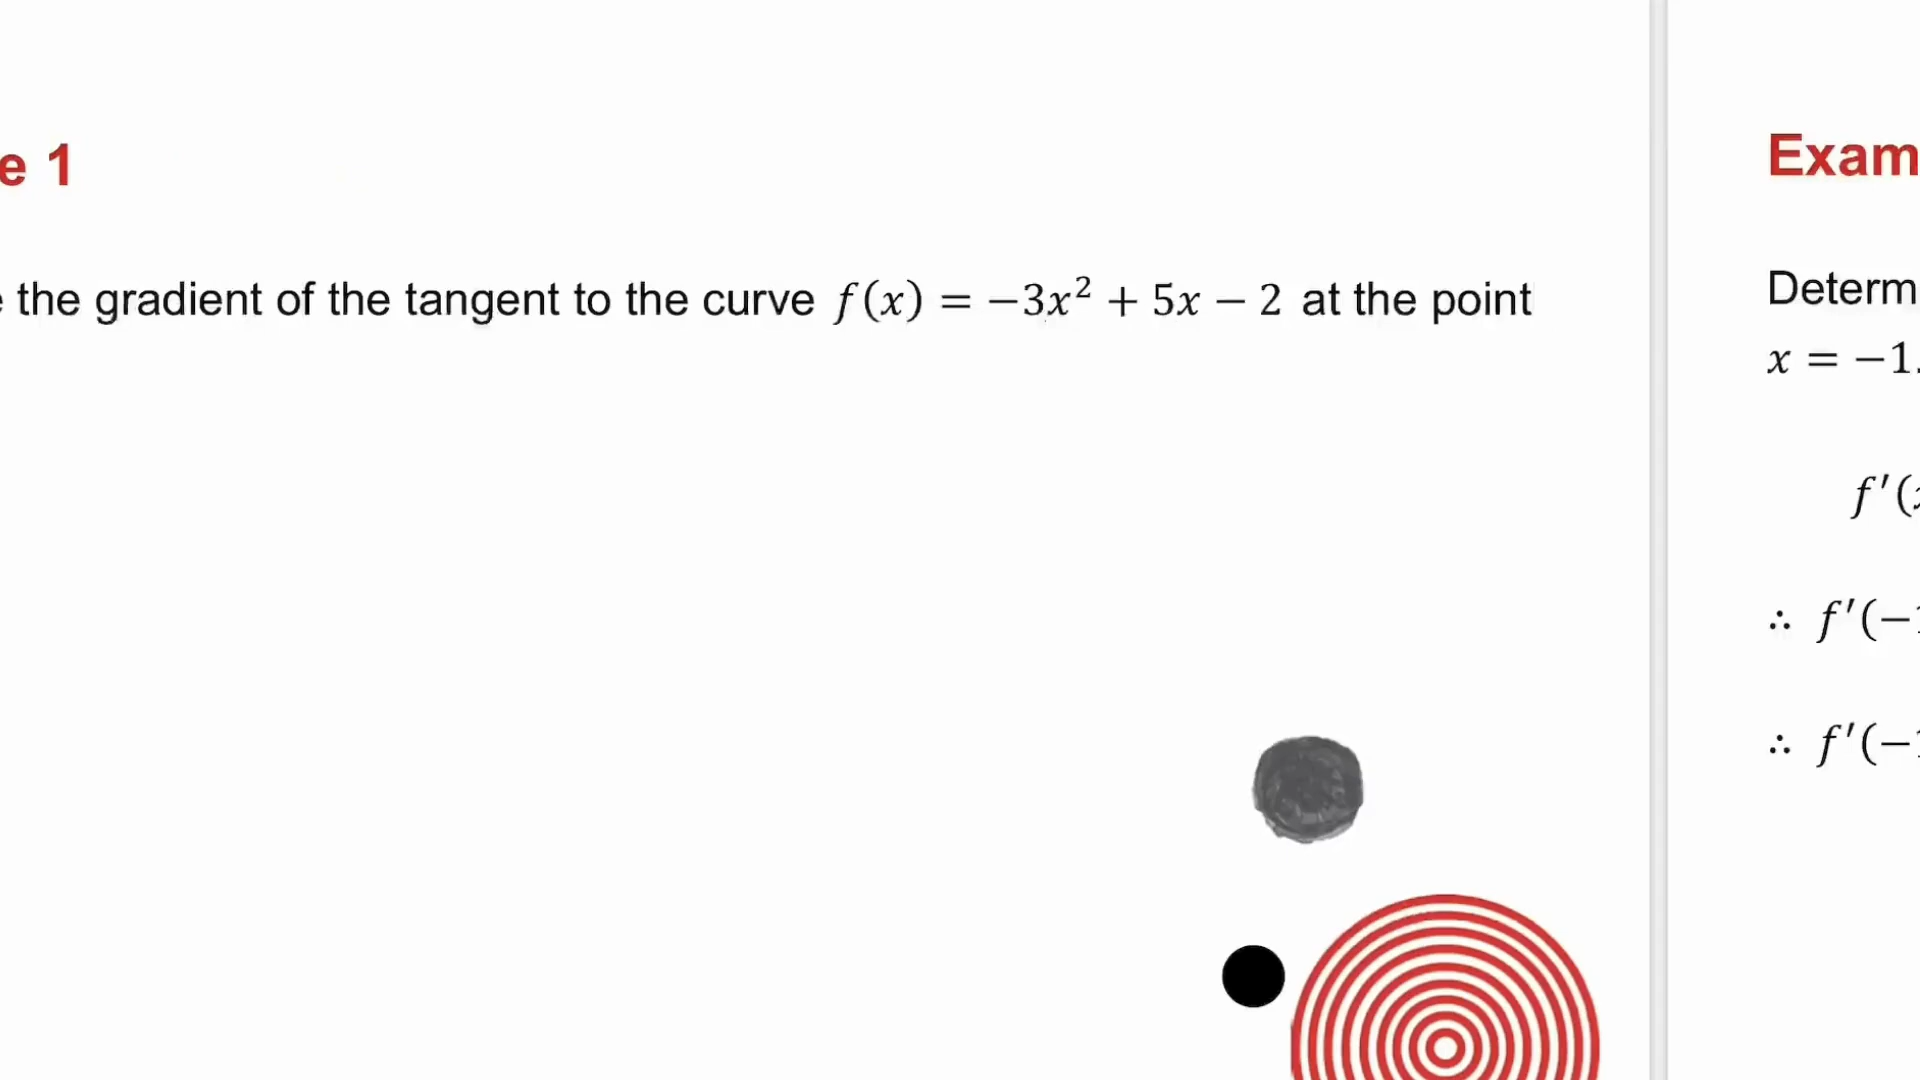 e 1
the gradient of the tangent to the curve f(x) = −3x² + 5x − 2 at the point
Exam
Determ
x = −1.
f′(
∴ f′(−
∴ f′(−